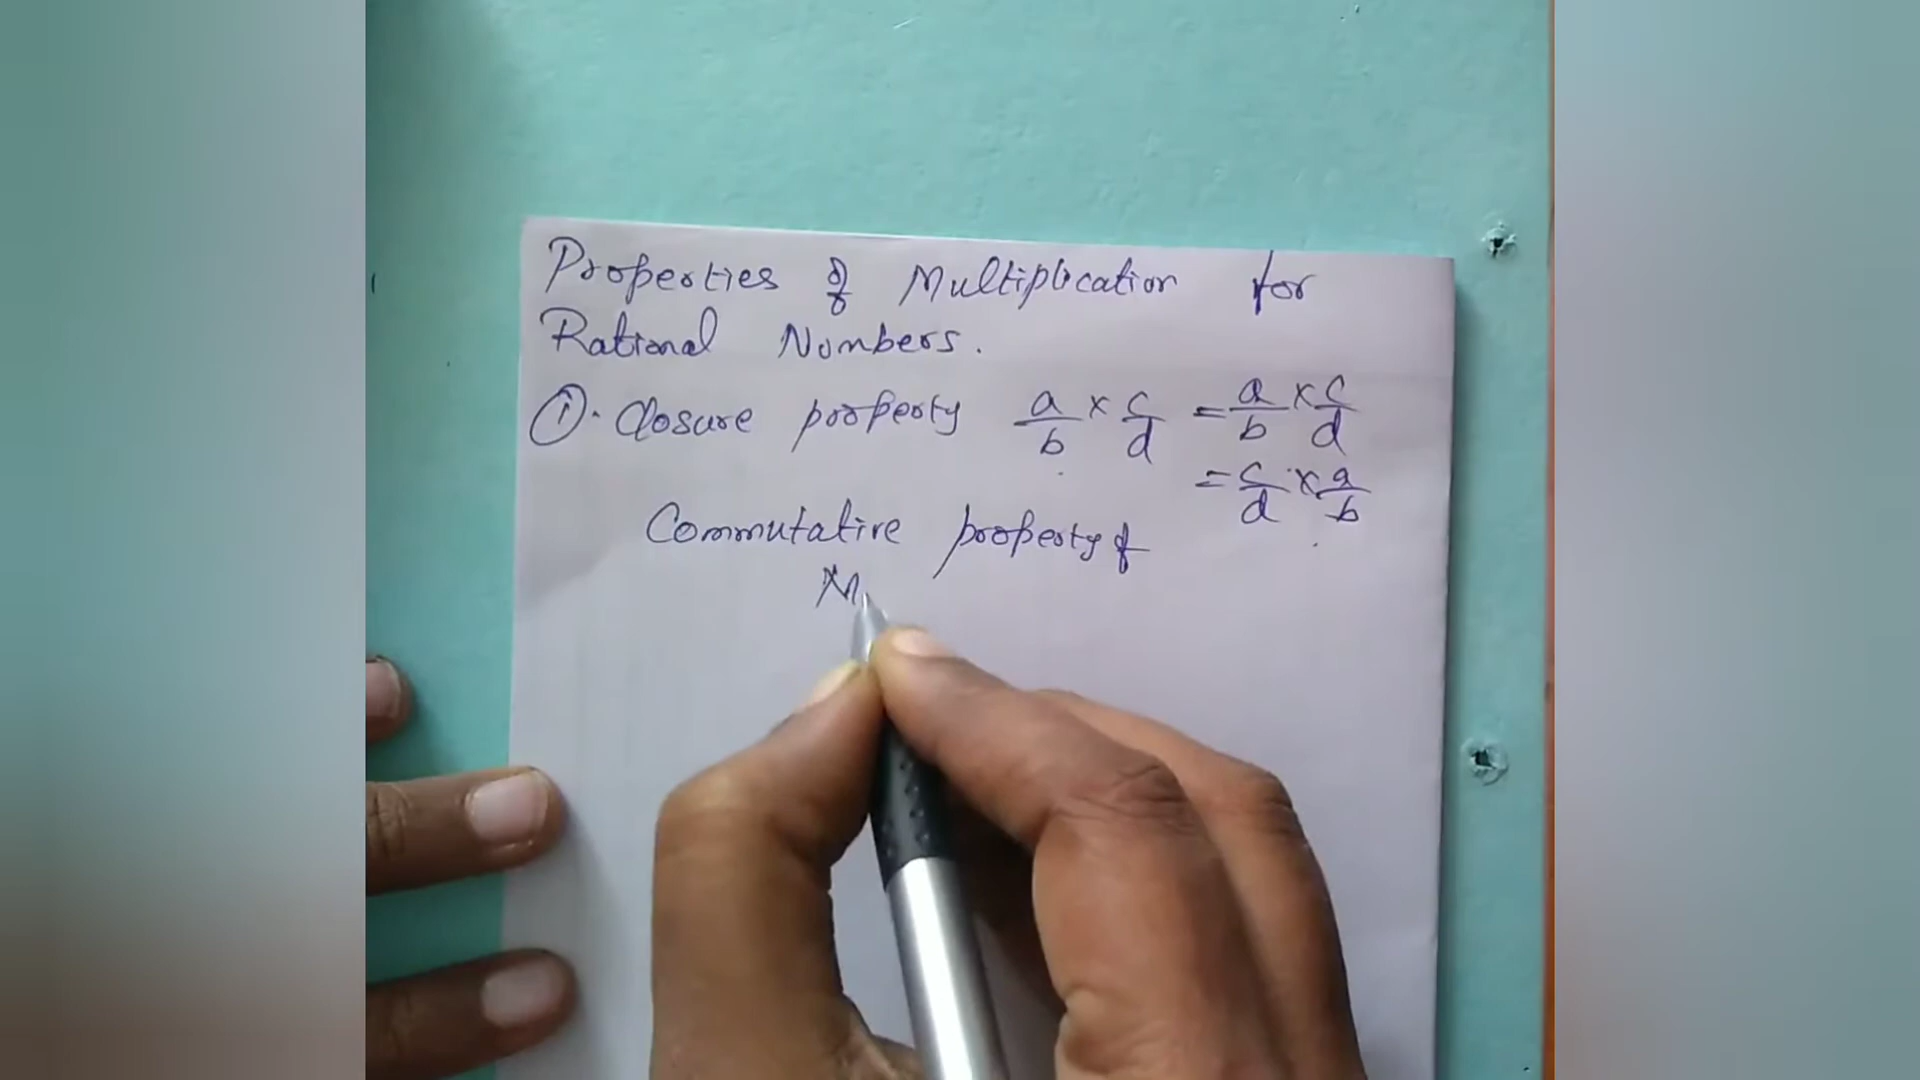 Properties of Multiplication for
Rational Numbers.
①. Closure property a/b × c/d = a/b × c/d
= c/d × a/b
Commutative property of
M